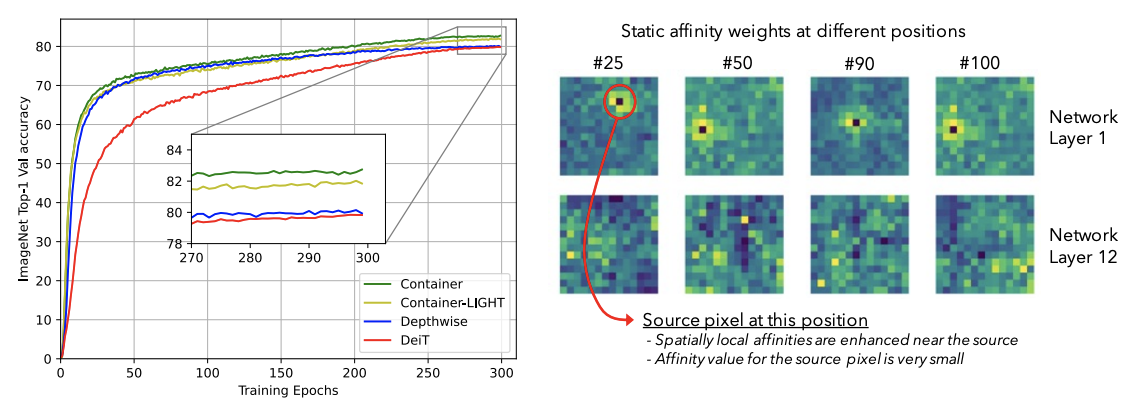 ImageNet Top-1 Val accuracy
80
70
60
50
40
30
20
10
0
84
82
80
78
270
280
290
300
Container
Container-LIGHT
Depthwise
DeiT
0
50
100
150
200
250
300
Training Epochs
Static affinity weights at different positions
#25 #50 #90 #100
Network
Layer 1
Network
Layer 12
Source pixel at this position
- Spatially local affinities are enhanced near the source
- Affinity value for the source pixel is very small